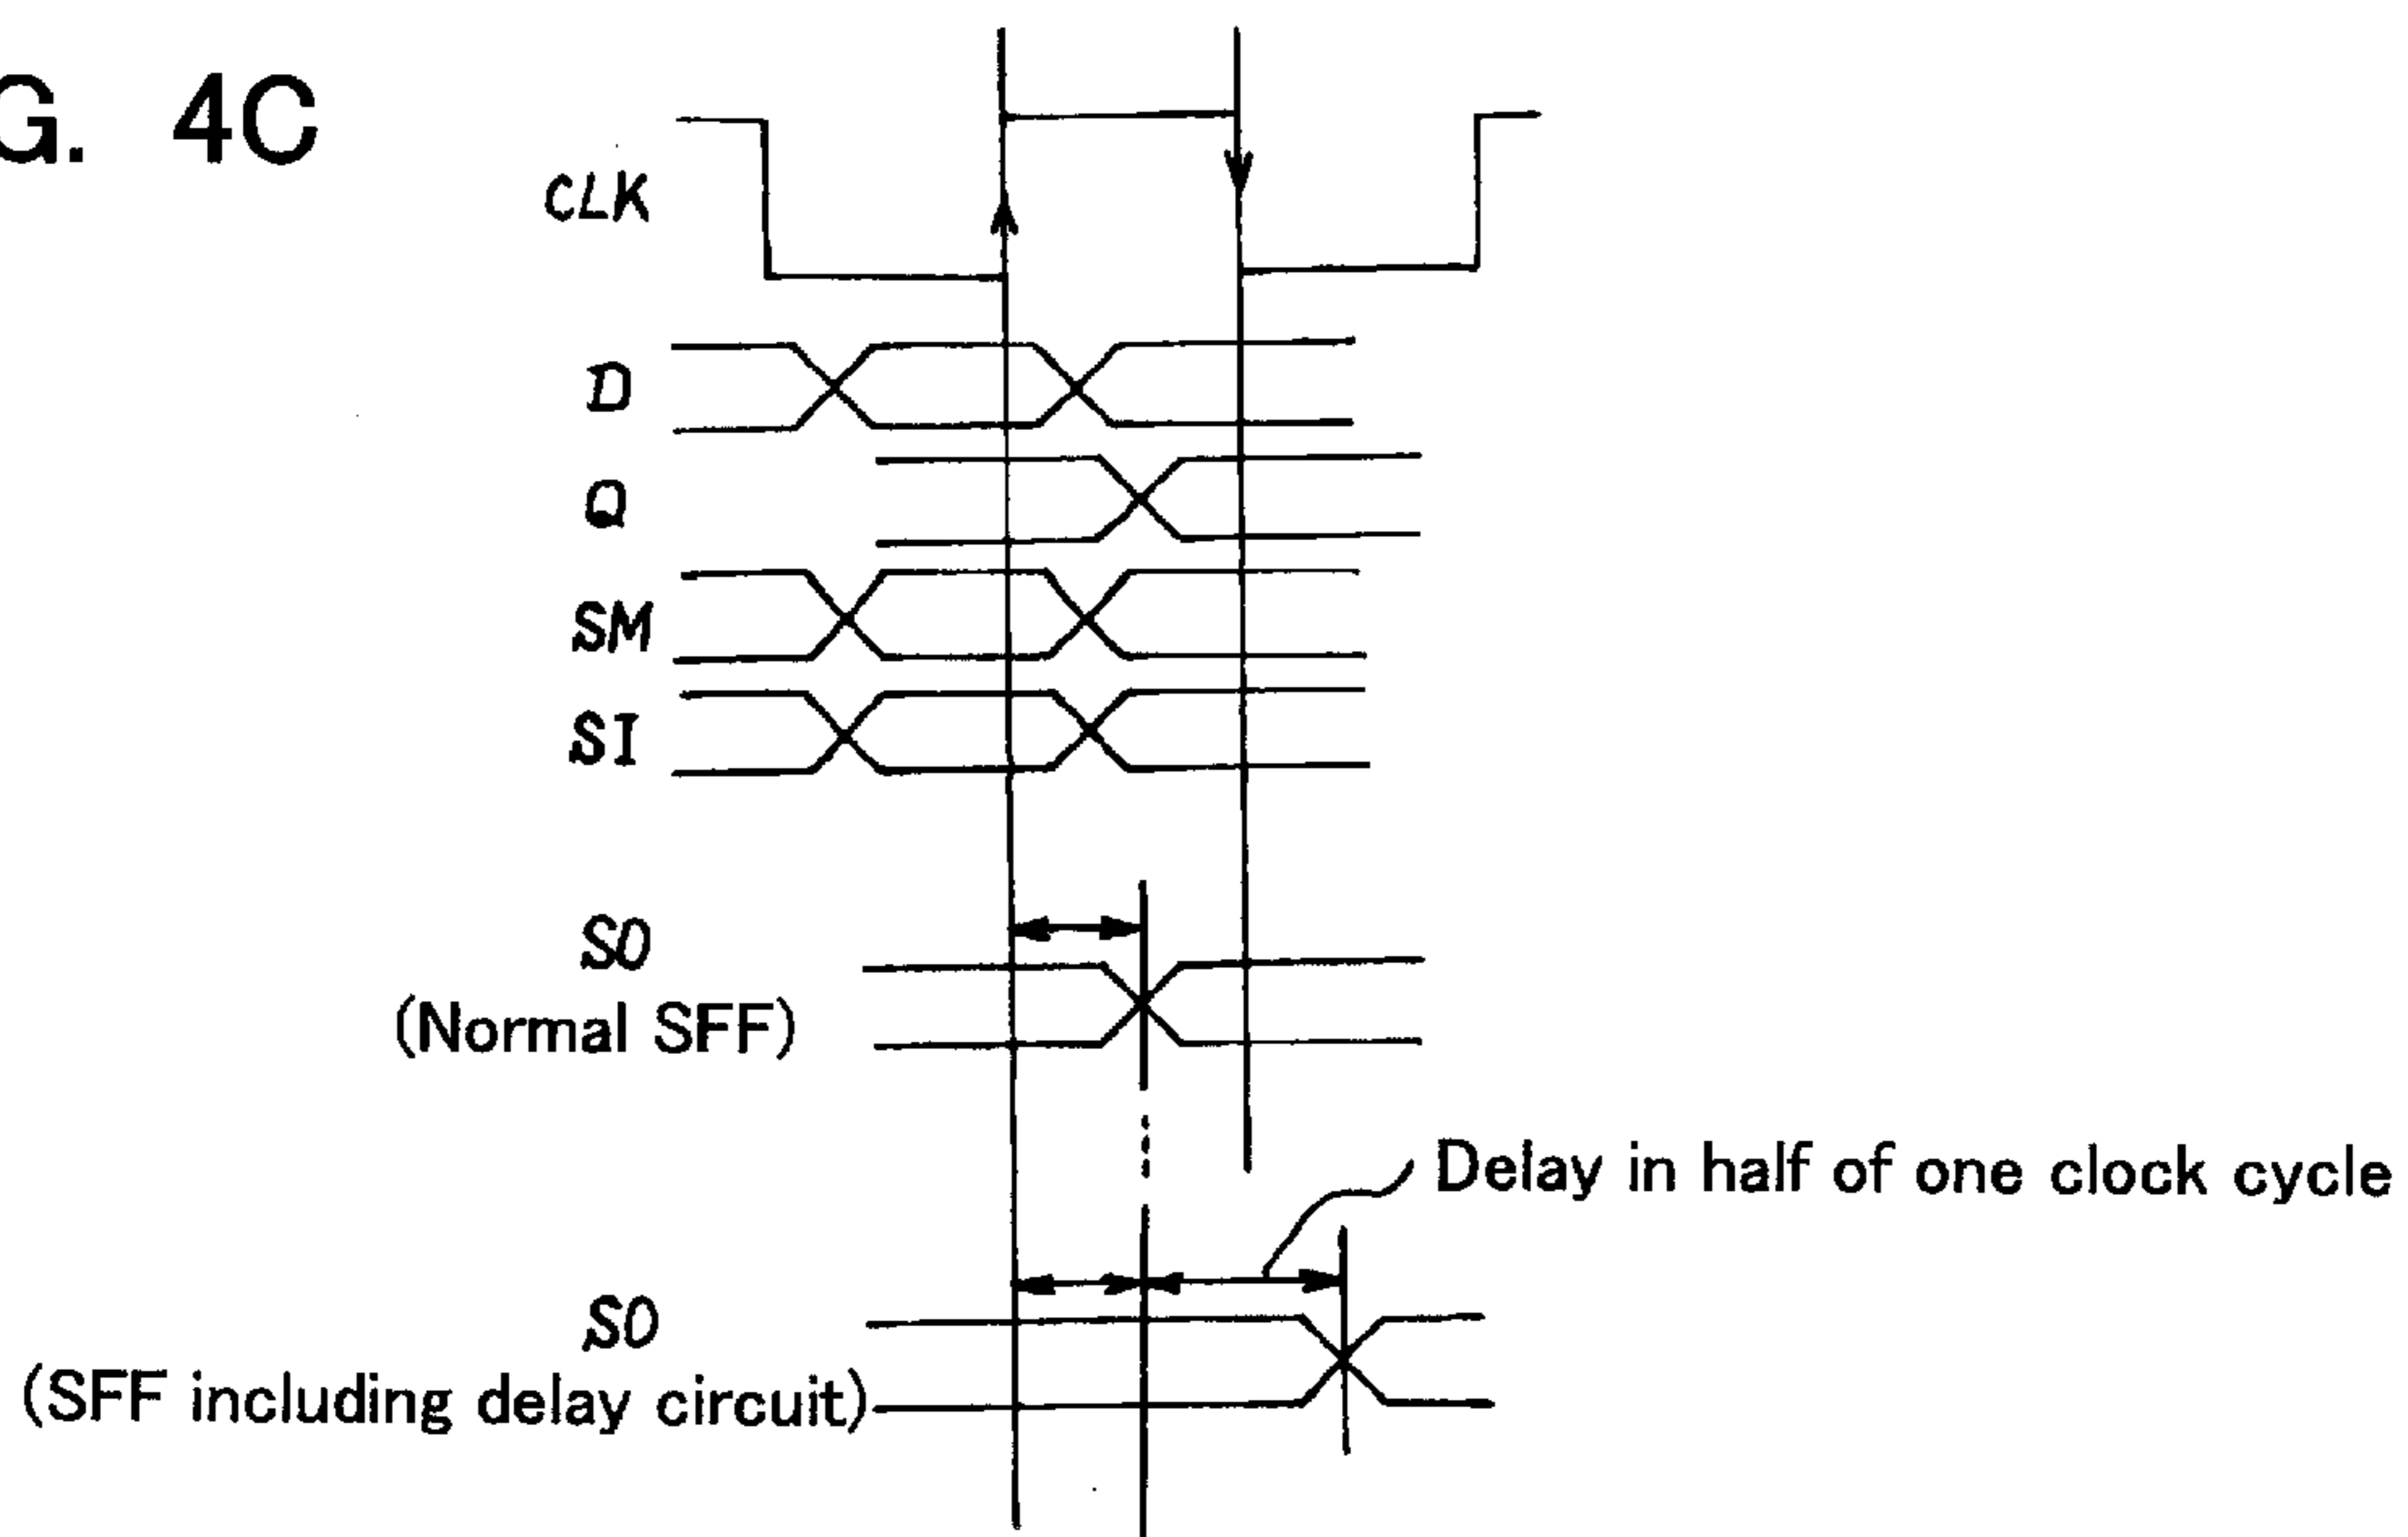 G. 4C
CLK
D
Q
SM
SI
SO
(Normal SFF)
Delay in half of one clock cycle
SO
(SFF including delay circuit)